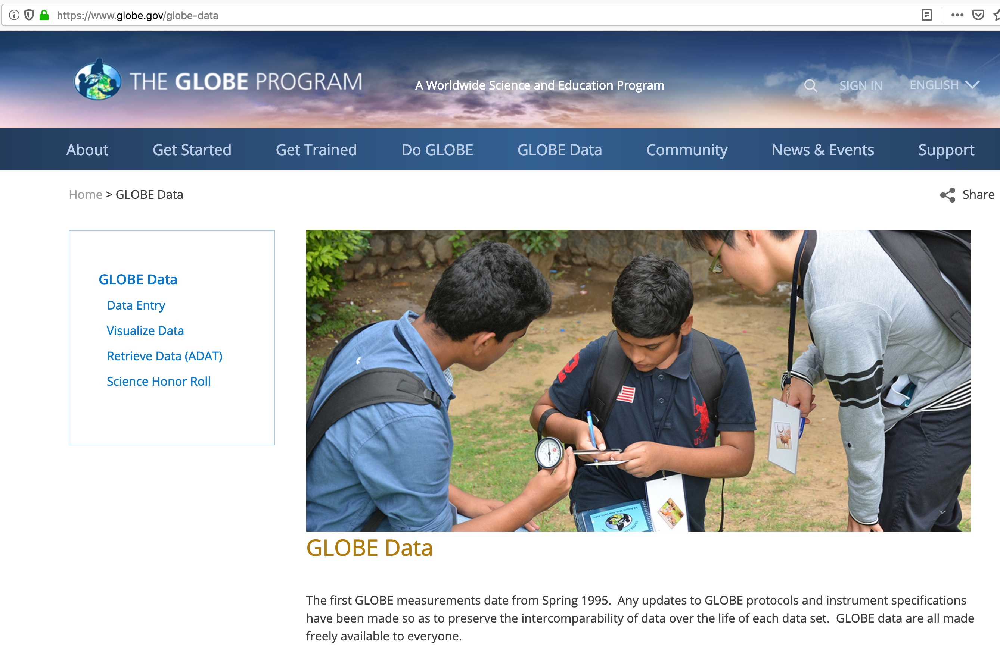 https://www.globe.gov/globe-data
THE GLOBE PROGRAM
A Worldwide Science and Education Program
SIGN IN
ENGLISH
About
Get Started
Get Trained
Do GLOBE
GLOBE Data
Community
News & Events
Support
Home > GLOBE Data
Share
GLOBE Data
Data Entry
Visualize Data
Retrieve Data (ADAT)
Science Honor Roll
2
GLOBE Data
The first GLOBE measurements date from Spring 1995.  Any updates to GLOBE protocols and instrument specifications
have been made so as to preserve the intercomparability of data over the life of each data set.  GLOBE data are all made
freely available to everyone.